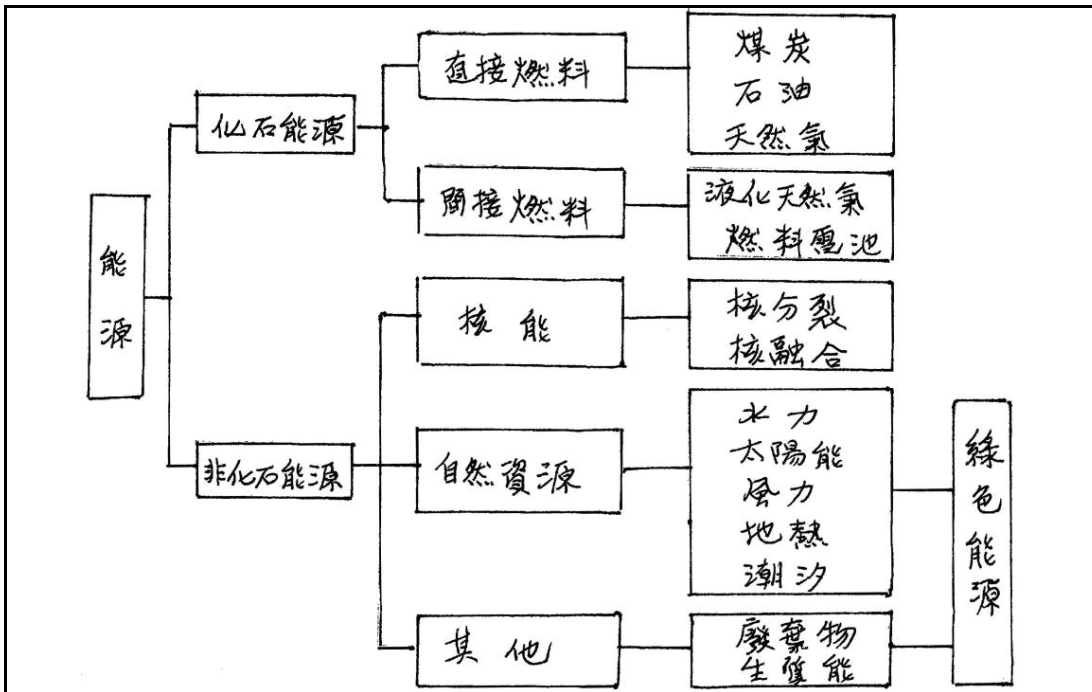 能源
化石能源
直接燃料
煤炭
石油
天然氣
間接燃料
液化天然氣
燃料電池
非化石能源
核能
核分裂
核融合
自然資源
水力
太陽能
風力
地熱
潮汐
其他
廢棄物
生質能
綠色能源